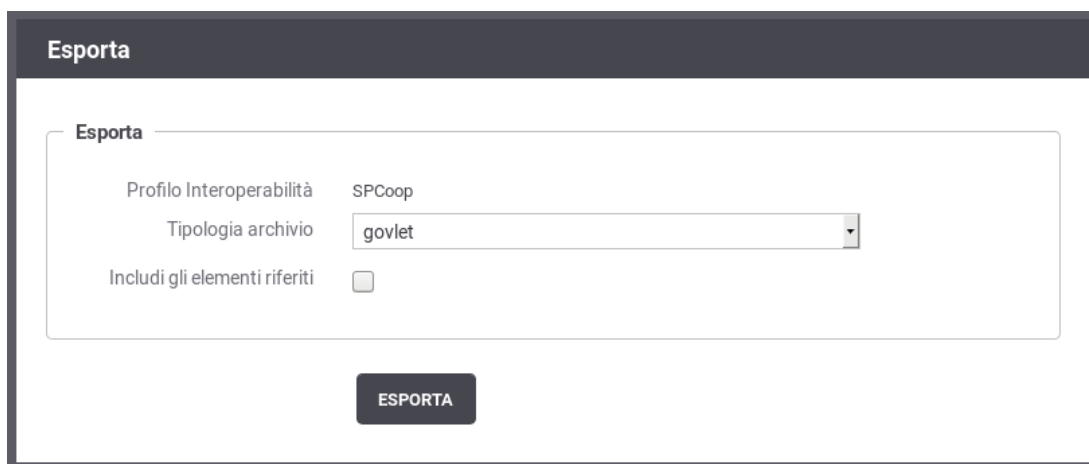 Esporta
Esporta
Profilo Interoperabilità SPCoop
Tipologia archivio govlet
Includi gli elementi riferiti
ESPORTA